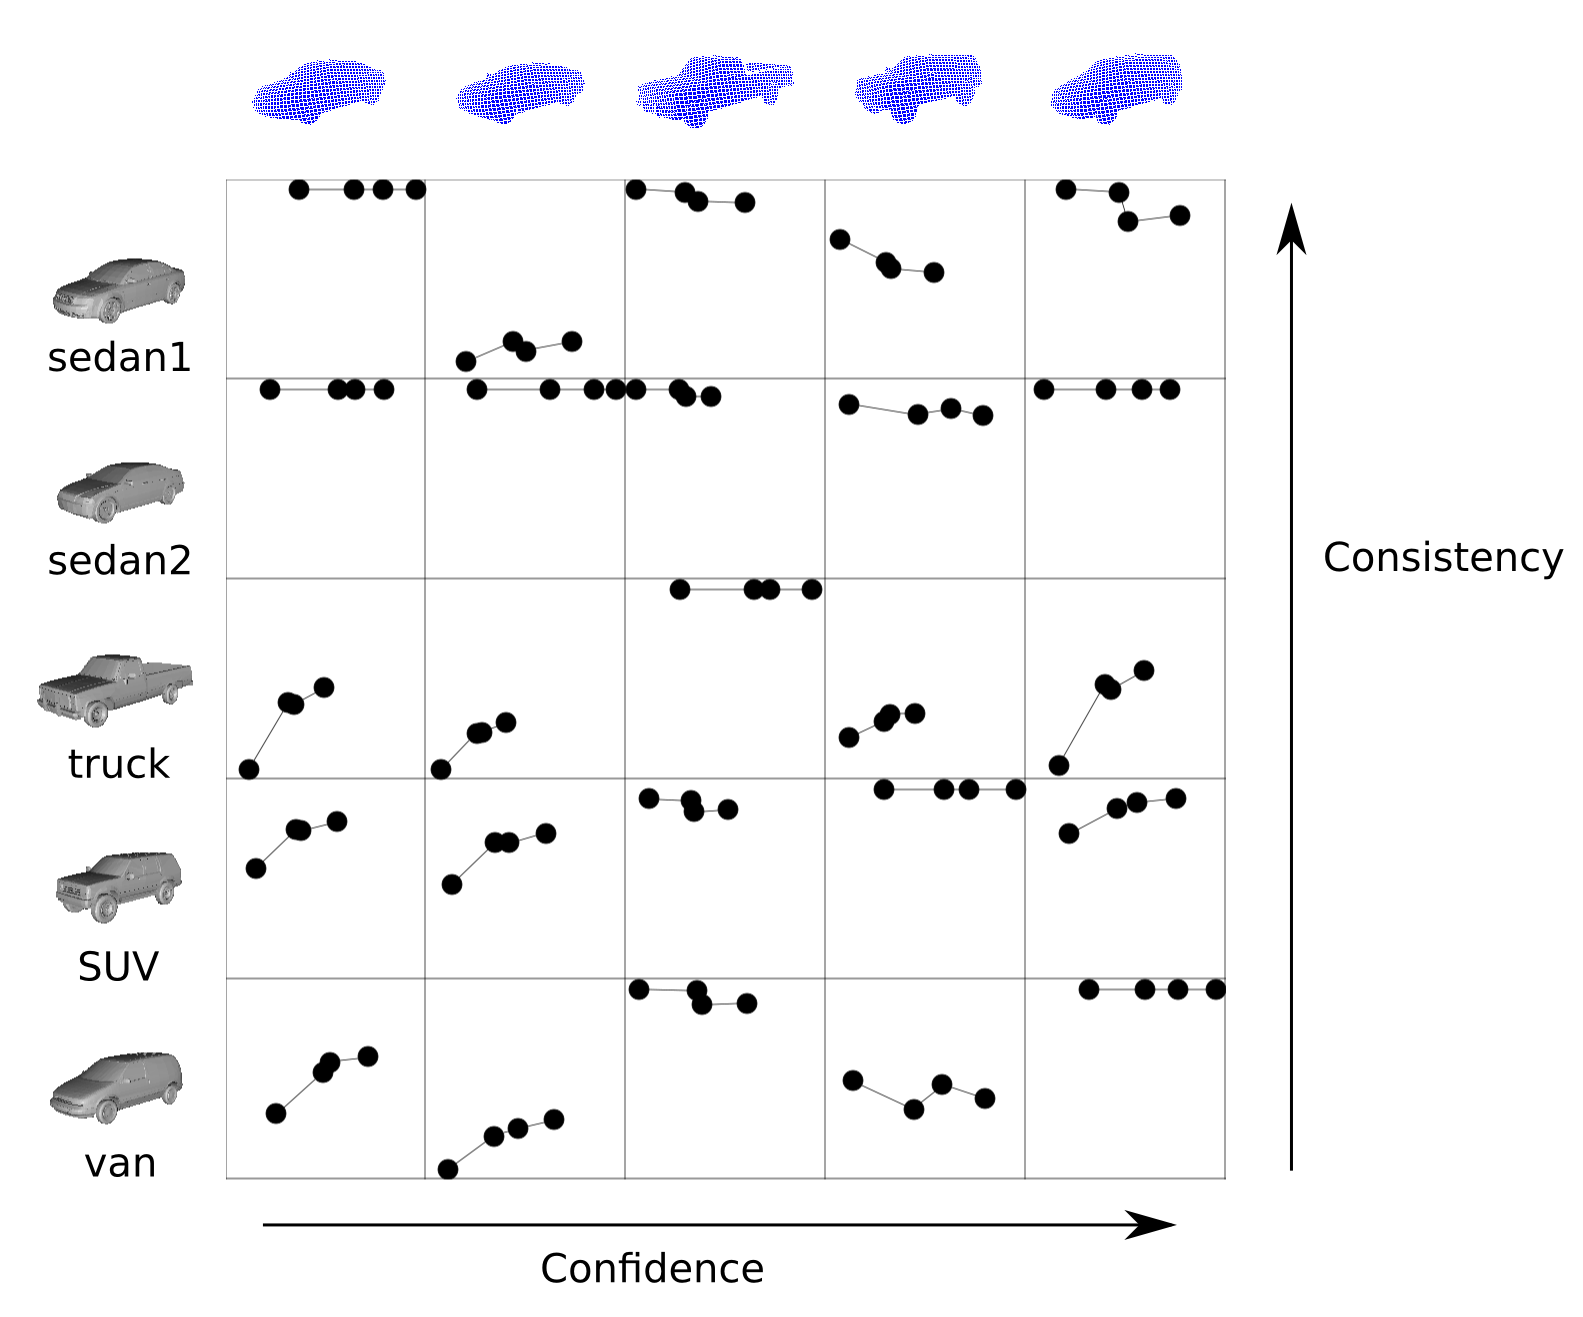 sedan1
sedan2
Consistency
truck
SUV
van
Confidence